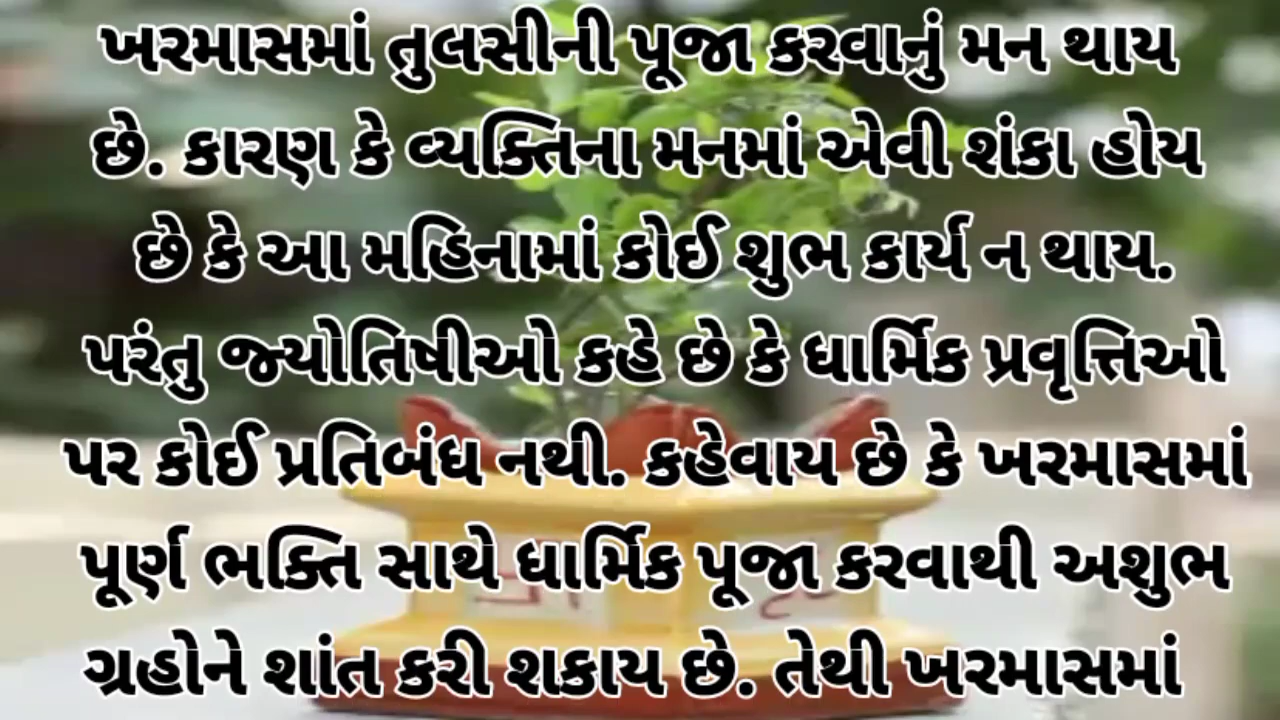 ખરમાસમાં તુલસીની પૂજા કરવાનું મન થાય
છે. કારણ કે વ્યક્તિના મનમાં એવી શંકા હોય
છે કે આ મહિનામાં કોઈ શુભ કાર્ય ન થાય.
પરંતુ જ્યોતિષીઓ કહે છે કે ધાર્મિક પ્રવૃત્તિઓ
પર કોઈ પ્રતિબંધ નથી. કહેવાય છે કે ખરમાસમાં
પૂર્ણ ભક્તિ સાથે ધાર્મિક પૂજા કરવાથી અશુભ
ગ્રહોને શાંત કરી શકાય છે. તેથી ખરમાસમાં